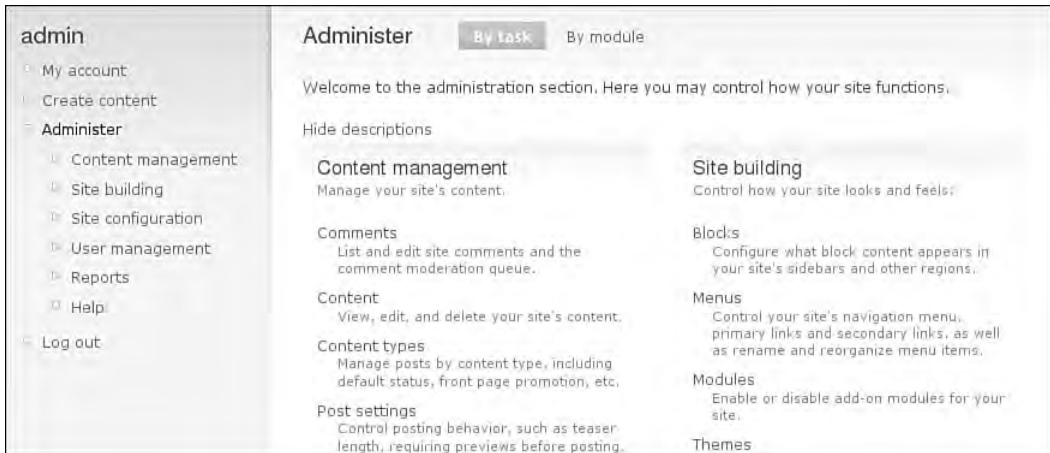 admin
My account
Create content
Administer
Content management
Site building
Site configuration
User management
Reports
Help
Log out
Administer
By task
By module
Welcome to the administration section. Here you may control how your site functions.
Hide descriptions
Content management
Manage your site's content.
Comments
List and edit site comments and the
comment moderation queue.
Content
View, edit, and delete your site's content.
Content types
Manage posts by content type, including
default status, front page promotion, etc.
Post settings
Control posting behavior, such as teaser
length, requiring previews before posting,
Site building
Control how your site looks and feels.
Blocks
Configure what block content appears in
your site's sidebars and other regions.
Menus
Control your site's navigation menu,
primary links and secondary links, as well
as rename and reorganize menu items.
Modules
Enable or disable add-on modules for your
site.
Themes